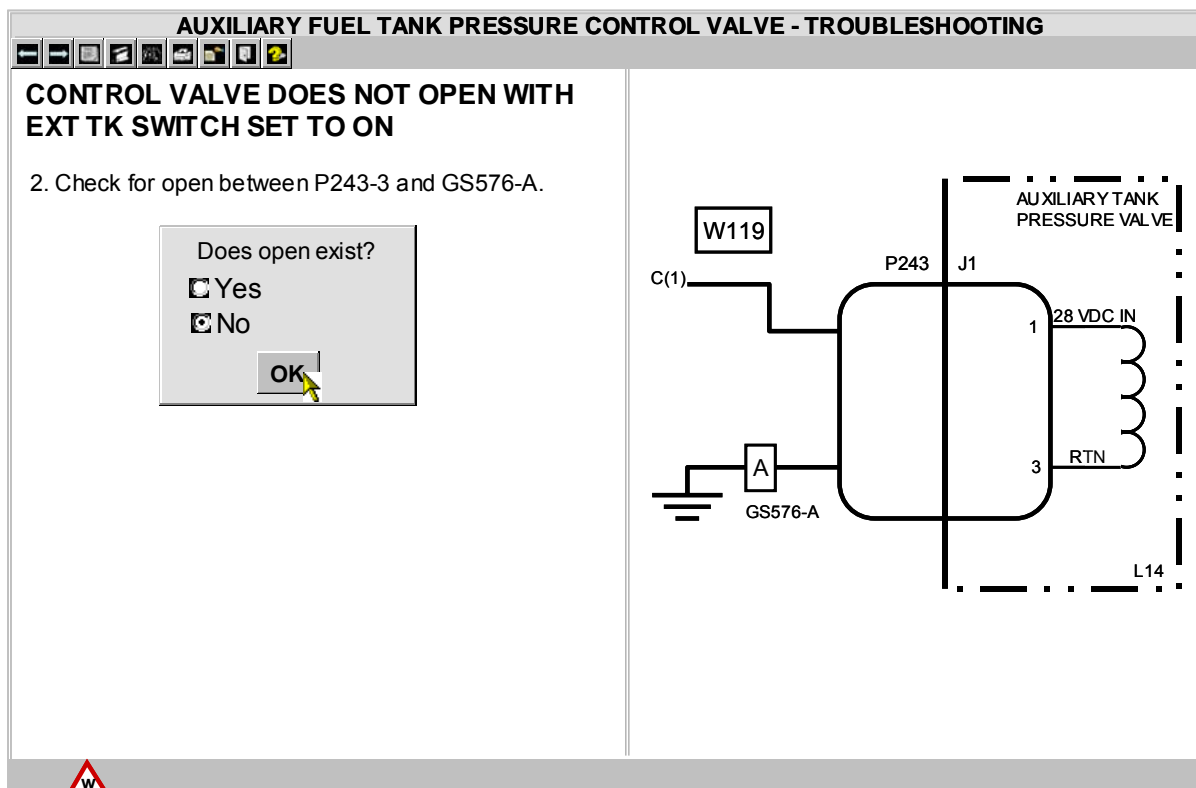 AUXILIARY FUEL TANK PRESSURE CONTROL VALVE - TROUBLESHOOTING
CONTROL VALVE DOES NOT OPEN WITH
EXT TK SWITCH SET TO ON
2. Check for open between P243-3 and GS576-A.
Does open exist?
Yes
No
OK
AUXILIARY TANK
PRESSURE VALVE
W119
P243
J1
C(1)
1
28 VDC IN
A
3
RTN
GS576-A
L14
W